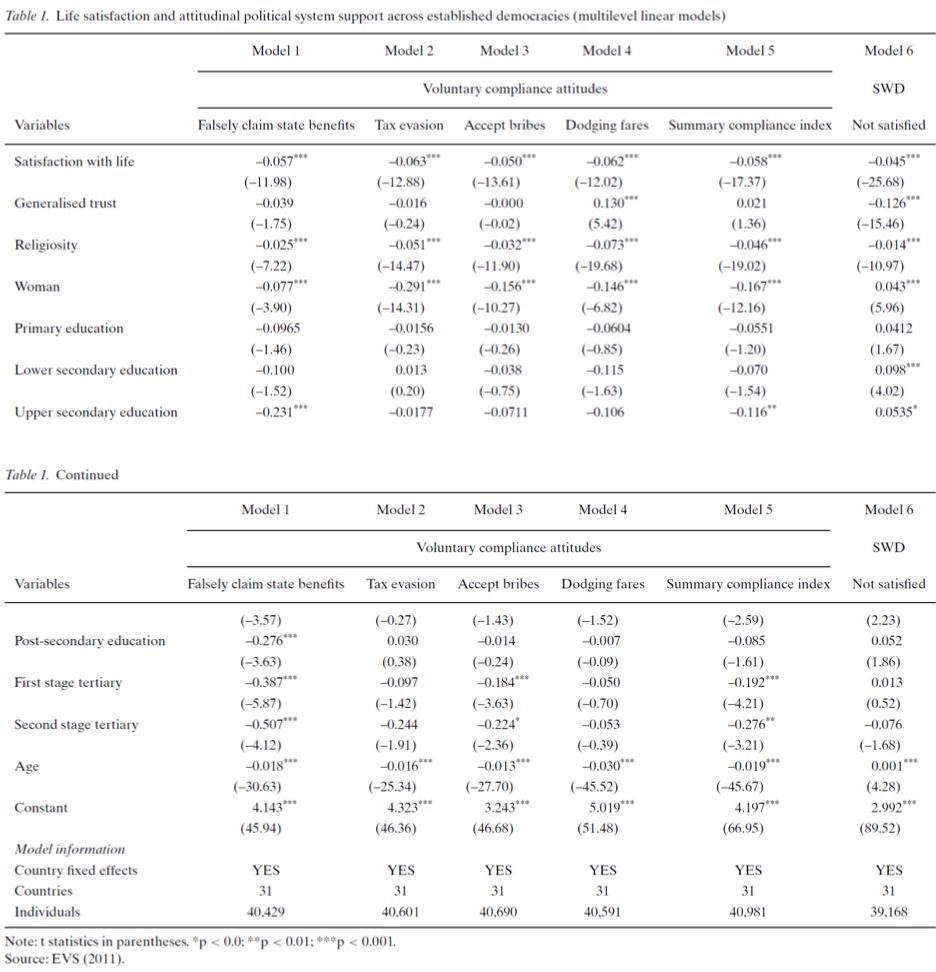 Table 1. Life satisfaction and attitudinal political system support across established democracies (multilevel linear models)
Model 1 Model 2 Model 3 Model 4 Model 5 Model 6
Voluntary compliance attitudes SWD
Variables Falsely claim state benefits Tax evasion Accept bribes Dodging fares Summary compliance index Not satisfied
Satisfaction with life −0.057*** −0.063*** −0.050*** −0.062*** −0.058*** −0.045***
(−11.98) (−12.88) (−13.61) (−12.02) (−17.37) (−25.68)
Generalised trust −0.039 −0.016 −0.000 0.130*** 0.021 −0.126***
(−1.75) (−0.24) (−0.02) (5.42) (1.36) (−15.46)
Religiosity −0.025*** −0.051*** −0.032*** −0.073*** −0.046*** −0.014***
(−7.22) (−14.47) (−11.90) (−19.68) (−19.02) (−10.97)
Woman −0.077*** −0.291*** −0.156*** −0.146*** −0.167*** 0.043***
(−3.90) (−14.31) (−10.27) (−6.82) (−12.16) (5.96)
Primary education −0.0965 −0.0156 −0.0130 −0.0604 −0.0551 0.0412
(−1.46) (−0.23) (−0.26) (−0.85) (−1.20) (1.67)
Lower secondary education −0.100 0.013 −0.038 −0.115 −0.070 0.098***
(−1.52) (0.20) (−0.75) (−1.63) (−1.54) (4.02)
Upper secondary education −0.231*** −0.0177 −0.0711 −0.106 −0.116** 0.0535*
Table 1. Continued
Model 1 Model 2 Model 3 Model 4 Model 5 Model 6
Voluntary compliance attitudes SWD
Variables Falsely claim state benefits Tax evasion Accept bribes Dodging fares Summary compliance index Not satisfied
(−3.57) (−0.27) (−1.43) (−1.52) (−2.59) (2.23)
Post-secondary education −0.276*** 0.030 −0.014 −0.007 −0.085 0.052
(−3.63) (0.38) (−0.24) (−0.09) (−1.61) (1.86)
First stage tertiary −0.387*** −0.097 −0.184*** −0.050 −0.192*** 0.013
(−5.87) (−1.42) (−3.63) (−0.70) (−4.21) (0.52)
Second stage tertiary −0.507*** −0.244 −0.224* −0.053 −0.276** −0.076
(−4.12) (−1.91) (−2.36) (−0.39) (−3.21) (−1.68)
Age −0.018*** −0.016*** −0.013*** −0.030*** −0.019*** 0.001***
(−30.63) (−25.34) (−27.70) (−45.52) (−45.67) (4.28)
Constant 4.143*** 4.323*** 3.243*** 5.019*** 4.197*** 2.992***
(45.94) (46.36) (46.68) (51.48) (66.95) (89.52)
Model information
Country fixed effects YES YES YES YES YES YES
Countries 31 31 31 31 31 31
Individuals 40,429 40,601 40,690 40,591 40,981 39,168
Note: t statistics in parentheses. *p < 0.0; **p < 0.01; ***p < 0.001.
Source: EVS (2011).